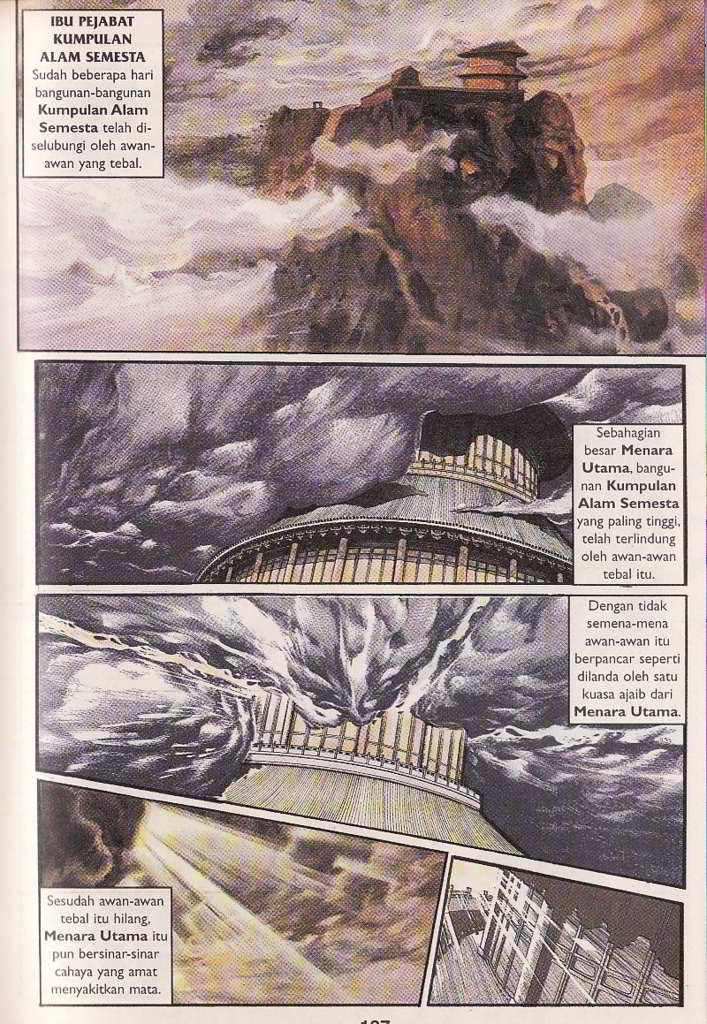 IBU PEJABAT
KUMPULAN
ALAM SEMESTA
Sudah beberapa hari
bangunan-bangunan
Kumpulan Alam
Semesta telah di-
selubungi oleh awan-
awan yang tebal.
Sebahagian
besar Menara
Utama, bangu-
nan Kumpulan
Alam Semesta
yang paling tinggi,
telah terlindung
oleh awan-awan
tebal itu.
Dengan tidak
semena-mena
awan-awan itu
berpancar seperti
dilanda oleh satu
kuasa ajaib dari
Menara Utama.
Sesudah awan-awan
tebal itu hilang,
Menara Utama itu
pun bersinar-sinar
cahaya yang amat
menyakitkan mata.